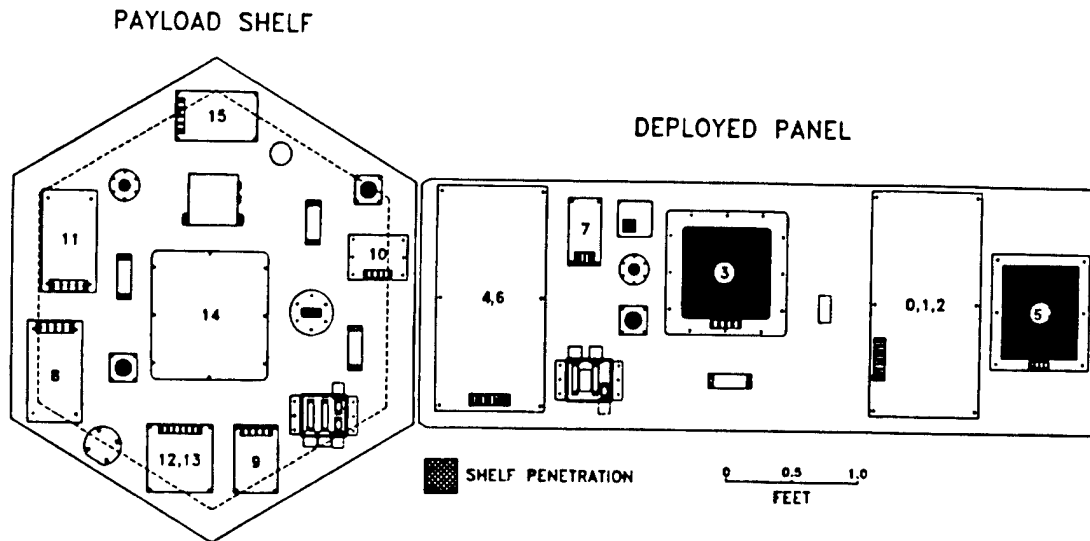 PAYLOAD SHELF
DEPLOYED PANEL
15
11
10
14
8
12,13
9
7
4,6
3
0,1,2
5
SHELF PENETRATION
0 0.5 1.0
FEET